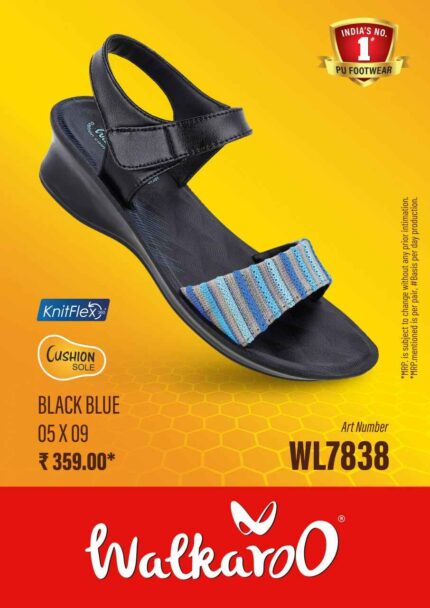 INDIA'S NO.
1*
PU FOOTWEAR
*MRP. is subject to change without any prior intimation.
*MRP.mentioned is per pair. #Basis per day production.
KnitFlex
CUSHION
SOLE
BLACK BLUE
05 X 09
₹ 359.00*
Art Number
WL7838
Walkaroo®